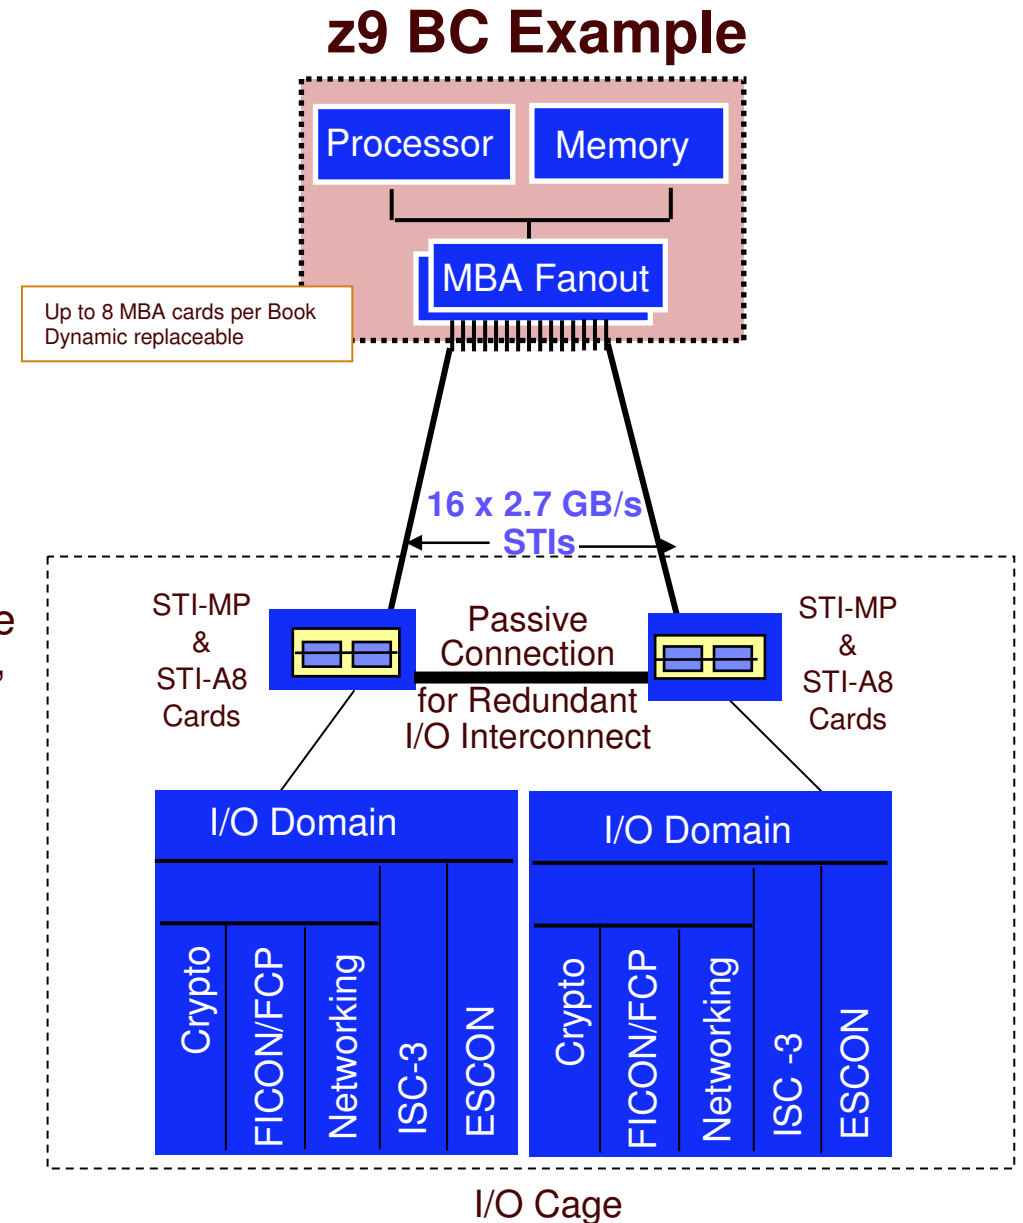 z9 BC Example
Processor
Memory
MBA Fanout
Up to 8 MBA cards per Book
Dynamic replaceable
16 x 2.7 GB/s
STIs
e
,
STI-MP
&
STI-A8
Cards
Passive
Connection
for Redundant
I/O Interconnect
STI-MP
&
STI-A8
Cards
I/O Domain
Crypto
FICON/FCP
Networking
ISC-3
ESCON
I/O Domain
Crypto
FICON/FCP
Networking
ISC -3
ESCON
I/O Cage